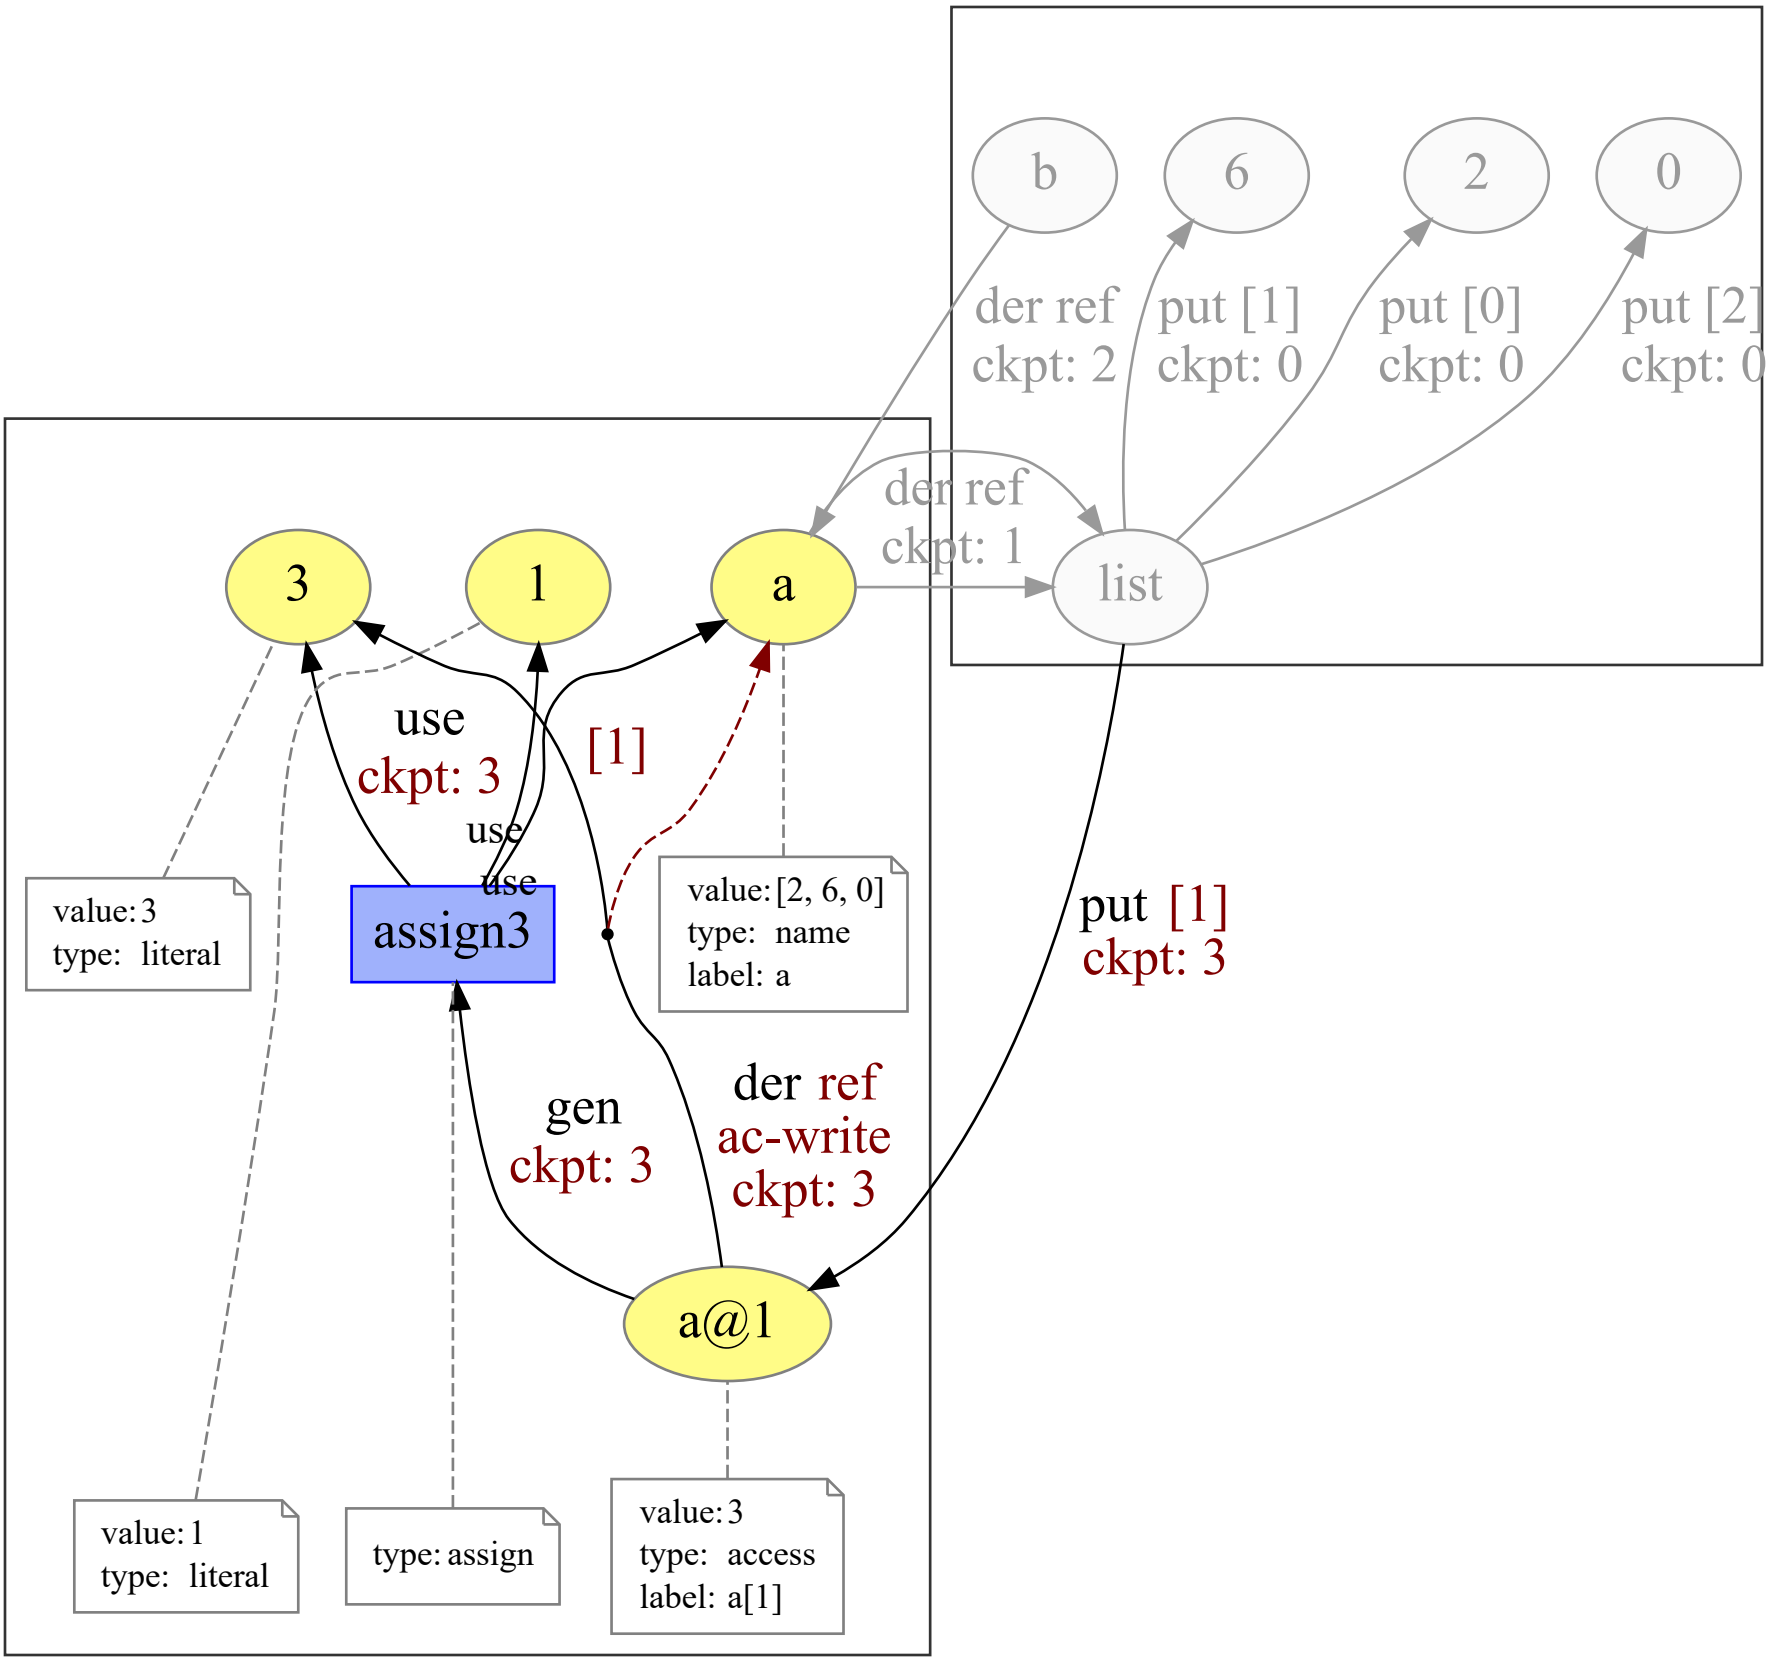 b
6
2
0
der ref
ckpt: 2
put [1]
ckpt: 0
put [0]
ckpt: 0
put [2]
ckpt: 0
der ref
ckpt: 1
3
1
a
list
use
ckpt: 3
[1]
use
use
value: 3
type: literal
assign3
value: [2, 6, 0]
type: name
label: a
put [1]
ckpt: 3
gen
ckpt: 3
der ref
ac-write
ckpt: 3
a@1
value: 1
type: literal
type: assign
value: 3
type: access
label: a[1]